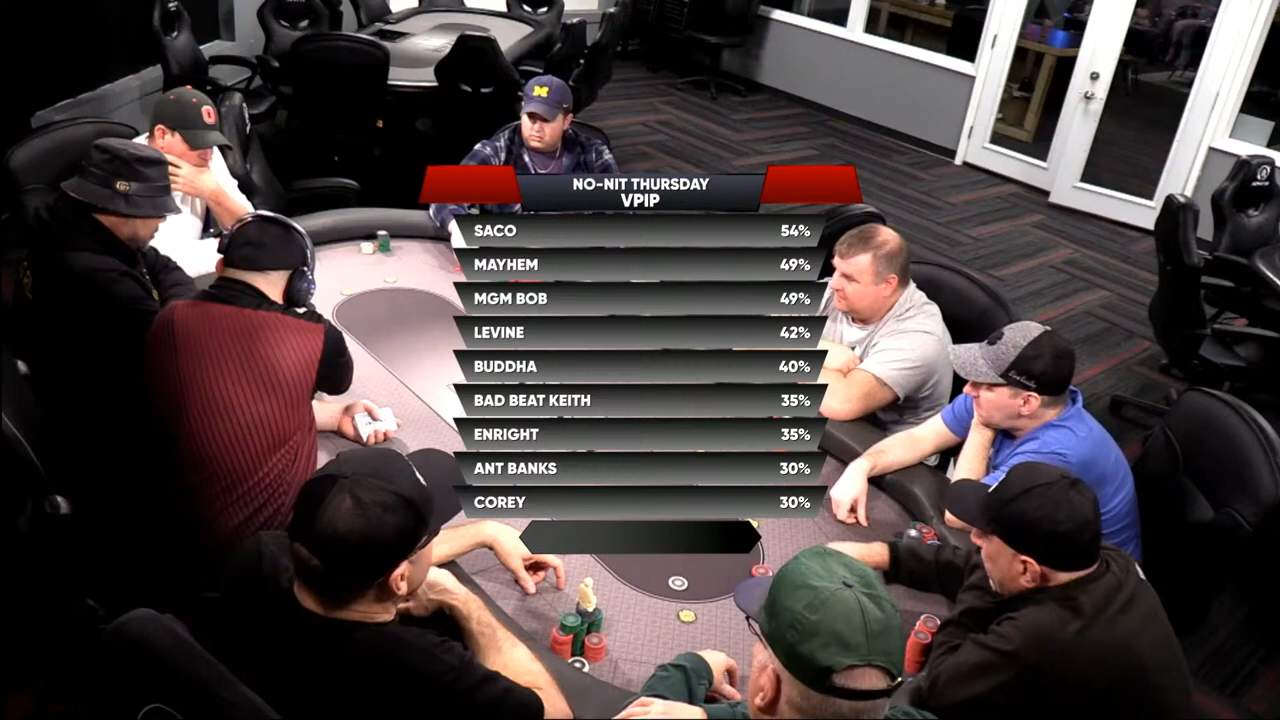 NO-NIT THURSDAY
VPIP
SACO 54%
MAYHEM 49%
MGM BOB 49%
LEVINE 42%
BUDDHA 40%
BAD BEAT KEITH 35%
ENRIGHT 35%
ANT BANKS 30%
COREY 30%
M
O